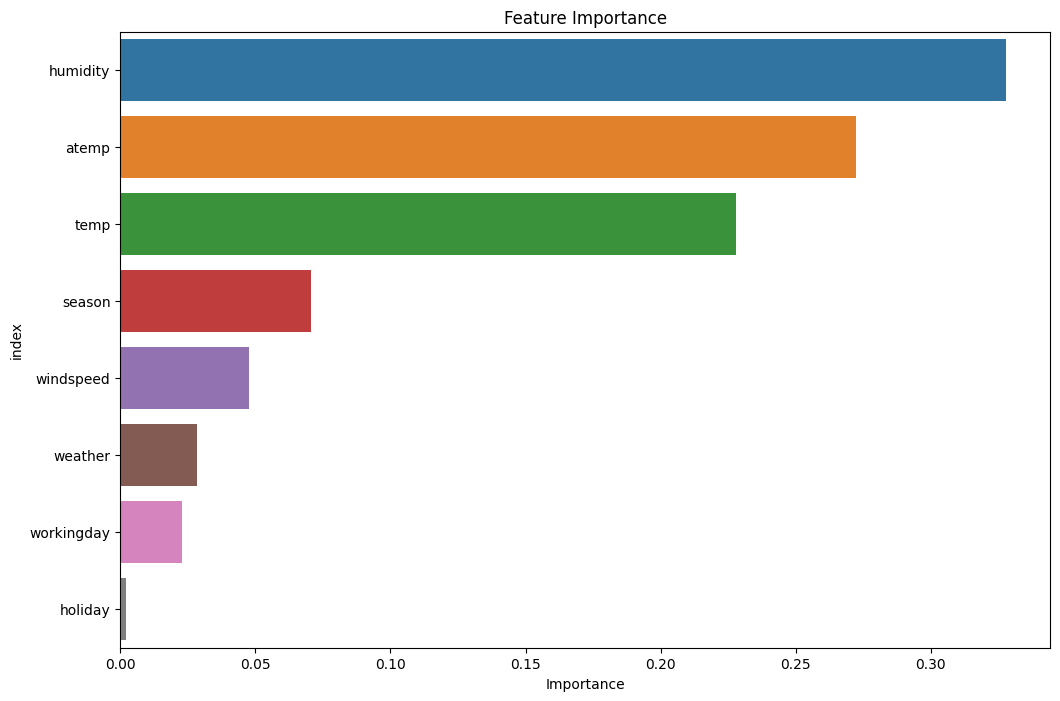 Feature Importance
humidity
atemp
temp
season
windspeed
weather
workingday
holiday
index
0.00 0.05 0.10 0.15 0.20 0.25 0.30
Importance